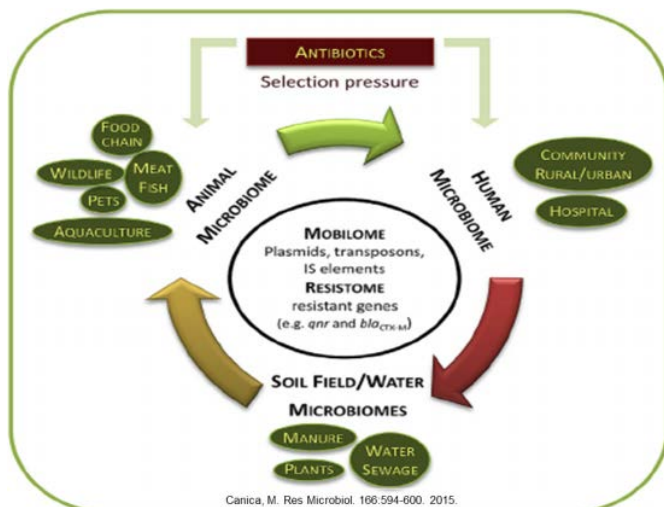 ANTIBIOTICS
Selection pressure
FOOD
CHAIN
WILDLIFE
MEAT
FISH
PETS
AQUACULTURE
ANIMAL
MICROBIOME
HUMAN
MICROBIOME
COMMUNITY
RURAL/URBAN
HOSPITAL
MOBILOME
Plasmids, transposons,
IS elements
RESISTOME
resistant genes
(e.g. qnr and blaCTX-M)
SOIL FIELD/WATER
MICROBIOMES
MANURE
PLANTS
WATER
SEWAGE
Canica, M. Res Microbiol. 166:594-600. 2015.